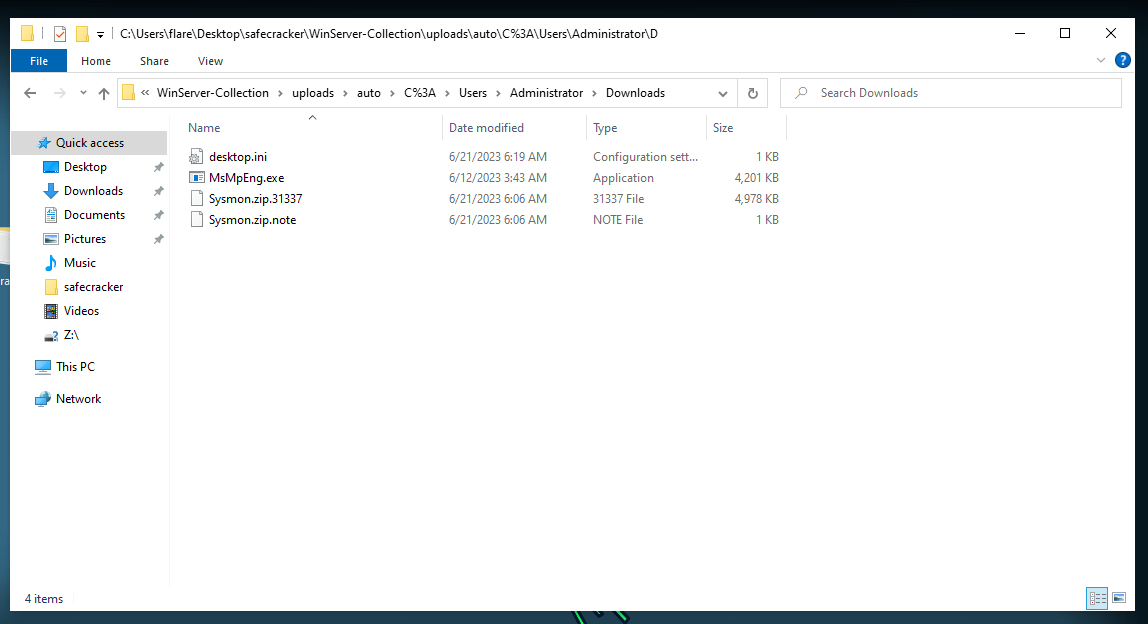 C:\Users\flare\Desktop\safecracker\WinServer-Collection\uploads\auto\C%3A\Users\Administrator\D
File Home Share View ?
« WinServer-Collection > uploads > auto > C%3A > Users > Administrator > Downloads Search Downloads
Name Date modified Type Size
Quick access
Desktop
Downloads
Documents
Pictures
Music
safecracker
Videos
Z:\
This PC
Network
desktop.ini 6/21/2023 6:19 AM Configuration sett... 1 KB
MsMpEng.exe 6/12/2023 3:43 AM Application 4,201 KB
Sysmon.zip.31337 6/21/2023 6:06 AM 31337 File 4,978 KB
Sysmon.zip.note 6/21/2023 6:06 AM NOTE File 1 KB
ra
4 items